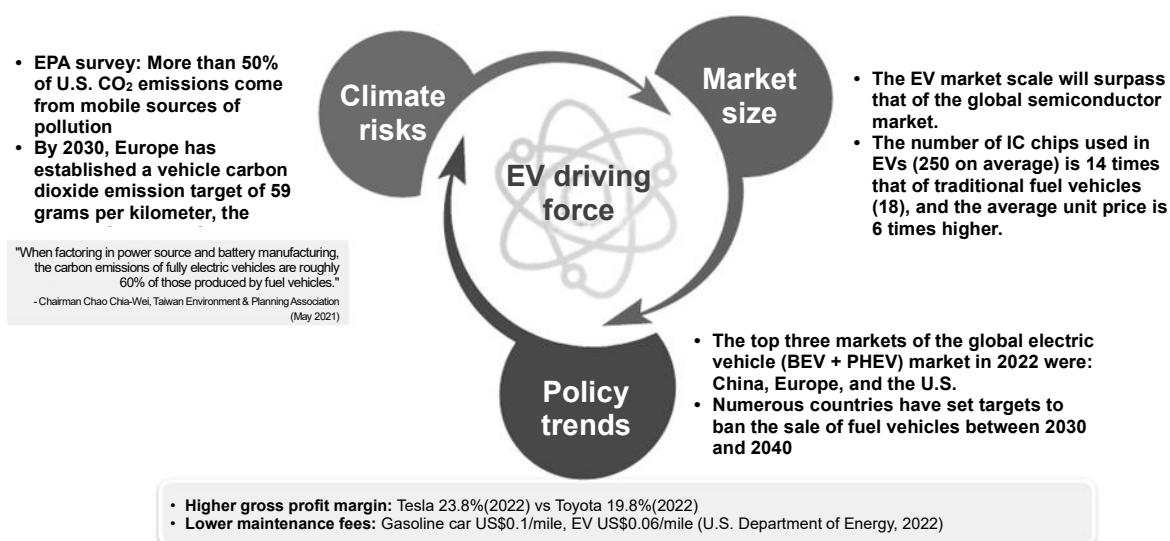 • EPA survey: More than 50%
of U.S. CO₂ emissions come
from mobile sources of
pollution
• By 2030, Europe has
established a vehicle carbon
dioxide emission target of 59
grams per kilometer, the
"When factoring in power source and battery manufacturing,
the carbon emissions of fully electric vehicles are roughly
60% of those produced by fuel vehicles."
- Chairman Chao Chia-Wei, Taiwan Environment & Planning Association
(May 2021)
Climate
risks
EV driving
force
Market
size
• The EV market scale will surpass
that of the global semiconductor
market.
• The number of IC chips used in
EVs (250 on average) is 14 times
that of traditional fuel vehicles
(18), and the average unit price is
6 times higher.
Policy
trends
• The top three markets of the global electric
vehicle (BEV + PHEV) market in 2022 were:
China, Europe, and the U.S.
• Numerous countries have set targets to
ban the sale of fuel vehicles between 2030
and 2040
• Higher gross profit margin: Tesla 23.8%(2022) vs Toyota 19.8%(2022)
• Lower maintenance fees: Gasoline car US$0.1/mile, EV US$0.06/mile (U.S. Department of Energy, 2022)